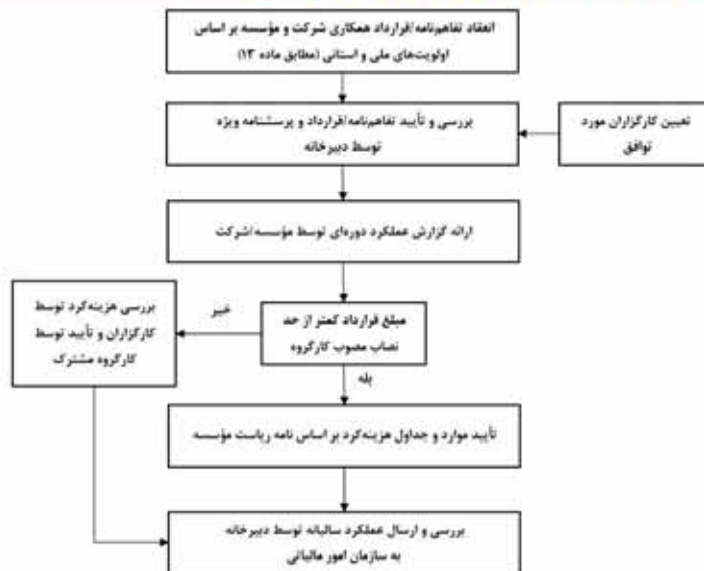 انعقاد تفاهم‌نامه/قرارداد همکاری شرکت و مؤسسه بر اساس
اولویت‌های ملی و استانی (مطابق ماده ۱۳)
بررسی و تأیید تفاهم‌نامه/قرارداد و پرسشنامه ویژه
توسط دبیرخانه
تعیین کارگزاران مورد
توافق
ارائه گزارش عملکرد دوره‌ای توسط مؤسسه/شرکت
مبلغ قرارداد کمتر از حد
نصاب مصوب کارگروه
خیر
بررسی هزینه‌کرد توسط
کارگزاران و تأیید توسط
کارگروه مشترک
بله
تأیید موارد و جداول هزینه‌کرد بر اساس نامه ریاست مؤسسه
بررسی و ارسال عملکرد سالیانه توسط دبیرخانه
به سازمان امور مالیاتی